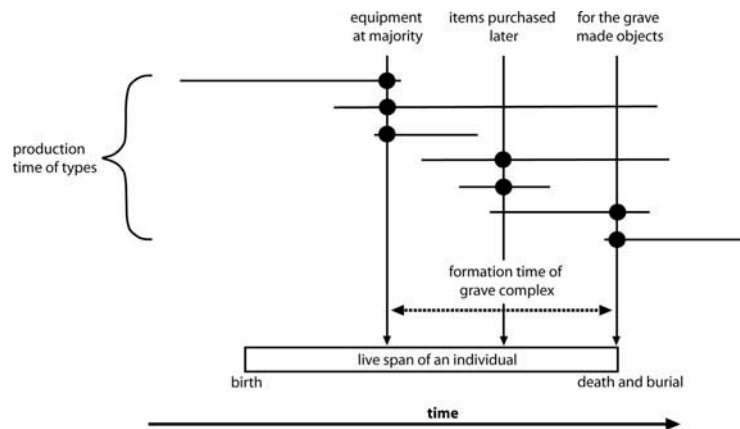 equipment
at majority
items purchased
later
for the grave
made objects
production
time of types
formation time of
grave complex
live span of an individual
birth
death and burial
time